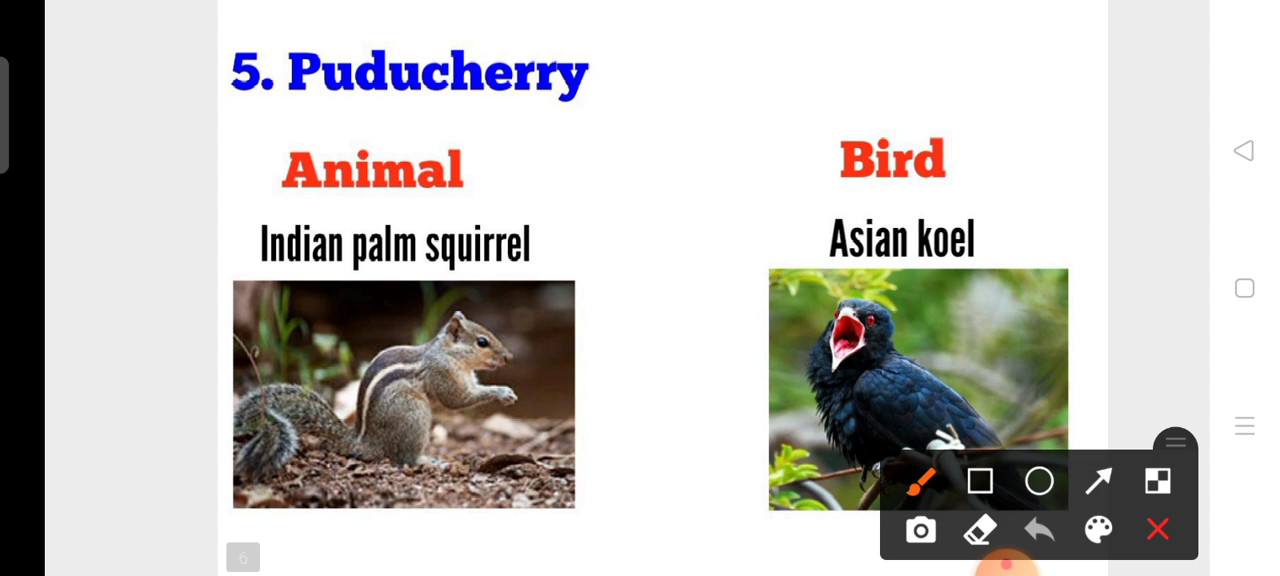 5. Puducherry
Animal
Bird
Indian palm squirrel
Asian koel
6